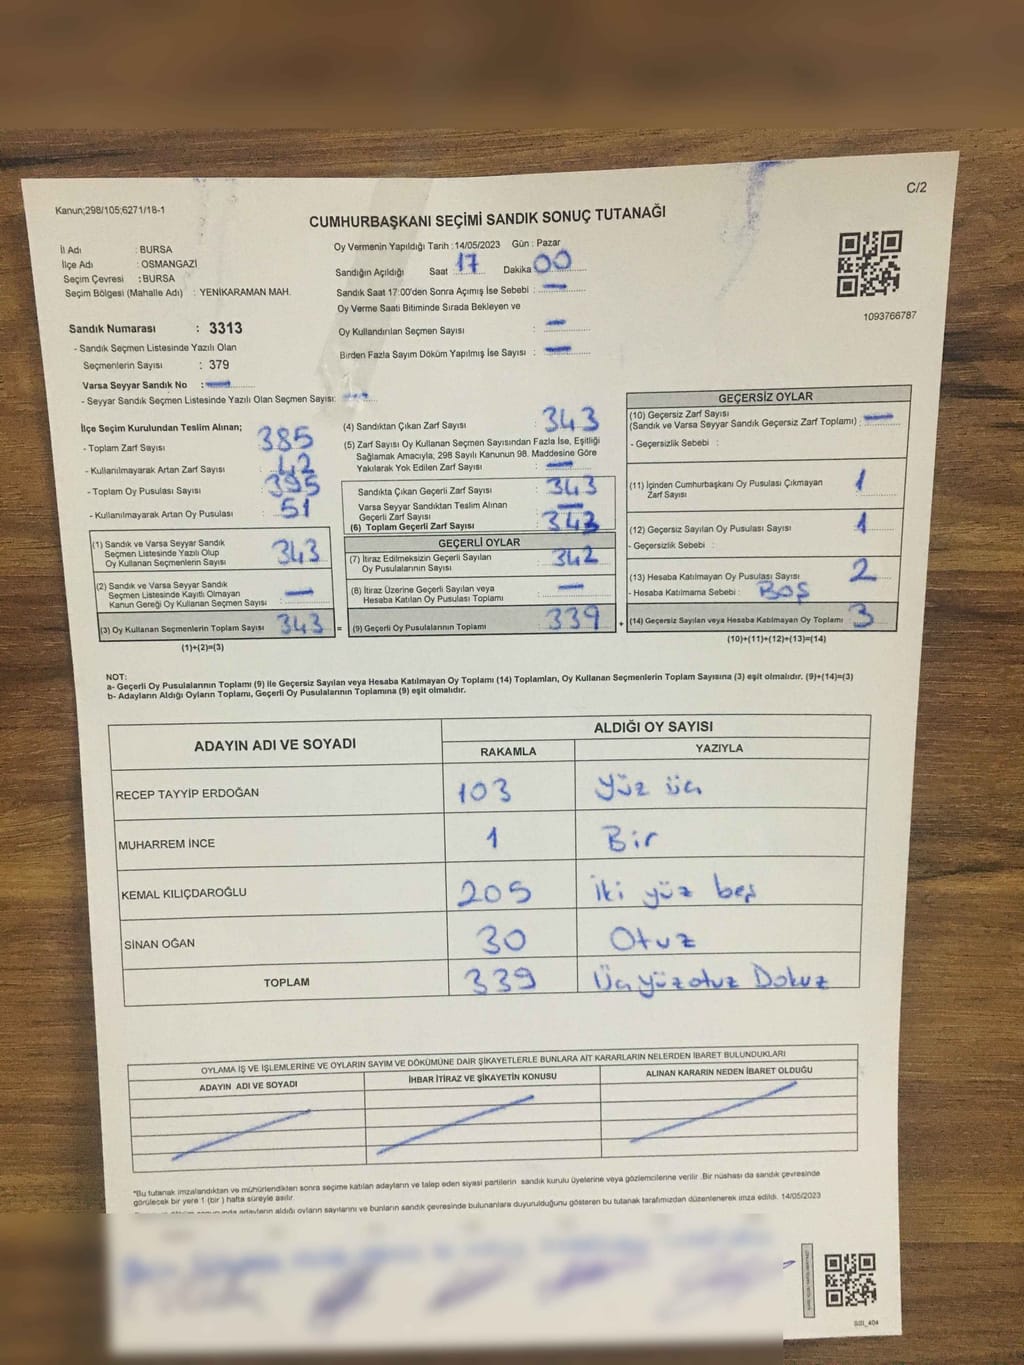 C/2
Kanun;298/105;6271/18-1
CUMHURBAŞKANI SEÇİMİ SANDIK SONUÇ TUTANAĞI
İl Adı : BURSA
İlçe Adı : OSMANGAZİ
Seçim Çevresi : BURSA
Seçim Bölgesi (Mahalle Adı) : YENİKARAMAN MAH.
Sandık Numarası : 3313
- Sandık Seçmen Listesinde Yazılı Olan
Seçmenlerin Sayısı : 379
Varsa Seyyar Sandık No :
- Seyyar Sandık Seçmen Listesinde Yazılı Olan Seçmen Sayısı:
Oy Vermenin Yapıldığı Tarih :14/05/2023 Gün : Pazar
Sandığın Açıldığı Saat 17 Dakika 00
Sandık Saat 17:00'den Sonra Açımış İse Sebebi : —
Oy Verme Saati Bitiminde Sırada Bekleyen ve
Oy Kullandırılan Seçmen Sayısı : —
Birden Fazla Sayım Döküm Yapılmış İse Sayısı : —
1093766787
İlçe Seçim Kurulundan Teslim Alınan;
- Toplam Zarf Sayısı : 385
- Kullanılmayarak Artan Zarf Sayısı : 42
- Toplam Oy Pusulası Sayısı : 395
- Kullanılmayarak Artan Oy Pusulası : 51
(1) Sandık ve Varsa Seyyar Sandık
Seçmen Listesinde Yazılı Olup
Oy Kullanan Seçmenlerin Sayısı : 343
(2) Sandık ve Varsa Seyyar Sandık
Seçmen Listesinde Kayıtlı Olmayan
Kanun Gereği Oy Kullanan Seçmen Sayısı : —
(3) Oy Kullanan Seçmenlerin Toplam Sayısı : 343
(1)+(2)=(3)
(4) Sandıktan Çıkan Zarf Sayısı : 343
(5) Zarf Sayısı Oy Kullanan Seçmen Sayısından Fazla İse, Eşitliği
Sağlamak Amacıyla, 298 Sayılı Kanunun 98. Maddesine Göre
Yakılarak Yok Edilen Zarf Sayısı : —
Sandıkta Çıkan Geçerli Zarf Sayısı : 343
Varsa Seyyar Sandıktan Teslim Alınan
Geçerli Zarf Sayısı : —
(6) Toplam Geçerli Zarf Sayısı : 343
GEÇERLİ OYLAR
(7) İtiraz Edilmeksizin Geçerli Sayılan
Oy Pusulalarının Sayısı : 342
(8) İtiraz Üzerine Geçerli Sayılan veya
Hesaba Katılan Oy Pusulası Toplamı : —
= (9) Geçerli Oy Pusulalarının Toplamı : 339
GEÇERSİZ OYLAR
(10) Geçersiz Zarf Sayısı
(Sandık ve Varsa Seyyar Sandık Geçersiz Zarf Toplamı) : —
- Geçersizlik Sebebi :
(11) İçinden Cumhurbaşkanı Oy Pusulası Çıkmayan
Zarf Sayısı : 1
(12) Geçersiz Sayılan Oy Pusulası Sayısı : 1
- Geçersizlik Sebebi :
(13) Hesaba Katılmayan Oy Pusulası Sayısı : 2
- Hesaba Katılmama Sebebi : BOŞ
+ (14) Geçersiz Sayılan veya Hesaba Katılmayan Oy Toplamı : 3
(10)+(11)+(12)+(13)=(14)
NOT:
a- Geçerli Oy Pusulalarının Toplamı (9) ile Geçersiz Sayılan veya Hesaba Katılmayan Oy Toplamı (14) Toplamları, Oy Kullanan Seçmenlerin Toplam Sayısına (3) eşit olmalıdır. (9)+(14)=(3)
b- Adayların Aldığı Oyların Toplamı, Geçerli Oy Pusulalarının Toplamına (9) eşit olmalıdır.
ADAYIN ADI VE SOYADI ALDIĞI OY SAYISI
RAKAMLA YAZIYLA
RECEP TAYYİP ERDOĞAN 103 Yüz üç
MUHARREM İNCE 1 Bir
KEMAL KILIÇDAROĞLU 205 İki yüz beş
SİNAN OĞAN 30 Otuz
TOPLAM 339 Üç yüz otuz Dokuz
OYLAMA İŞ VE İŞLEMLERİNE VE OYLARIN SAYIM VE DÖKÜMÜNE DAİR ŞİKAYETLERLE BUNLARA AİT KARARLARIN NELERDEN İBARET BULUNDUKLARI
ADAYIN ADI VE SOYADI İHBAR İTİRAZ VE ŞİKAYETİN KONUSU ALINAN KARARIN NEDEN İBARET OLDUĞU
*Bu tutanak imzalandıktan ve mühürlendikten sonra seçime katılan adayların ve talep eden siyasi partilerin sandık kurulu üyelerine veya gözlemcilerine verilir. Bir nüshası da sandık çevresinde
görülecek bir yere 1 (bir) hafta süreyle asılır.
adayların aldığı oyların sayılarını ve bunların sandık çevresinde bulunanlara duyurulduğunu gösteren bu tutanak tarafımızdan düzenlenerek imza edildi. 14/05/2023